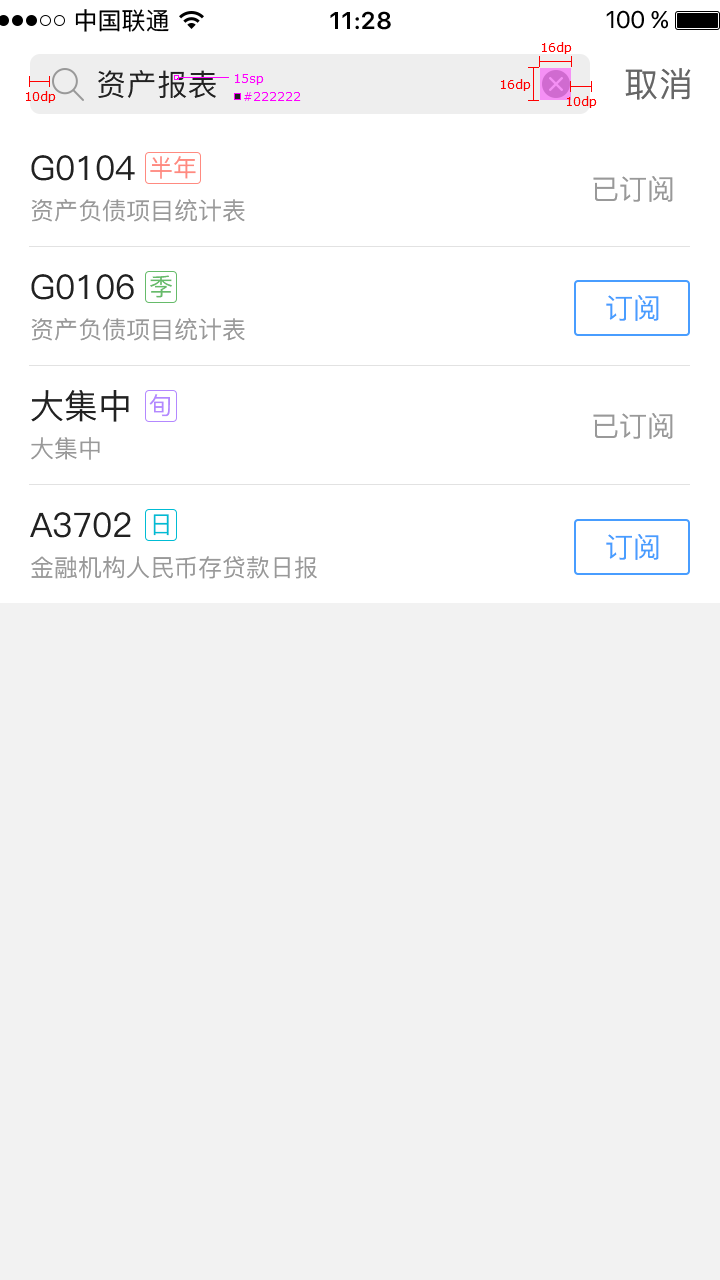 中国联通 11:28 100 %
16dp
资产报表 15sp 16dp 取消
10dp #222222 10dp
G0104 半年
已订阅
资产负债项目统计表
G0106 季
订阅
资产负债项目统计表
大集中 旬
已订阅
大集中
A3702 日
订阅
金融机构人民币存贷款日报